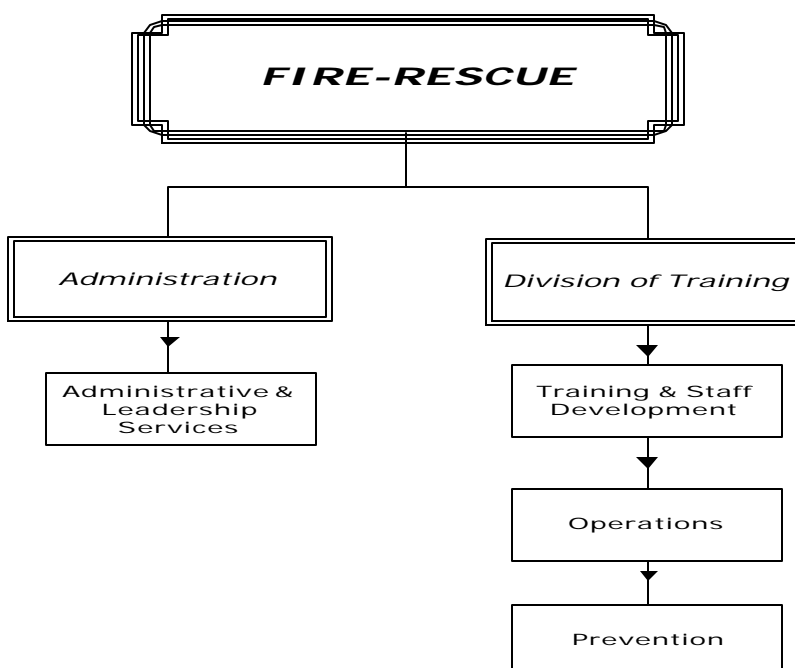 FIRE-RESCUE
Administration
Division of Training
Administrative &
Leadership
Services
Training & Staff
Development
Operations
Prevention